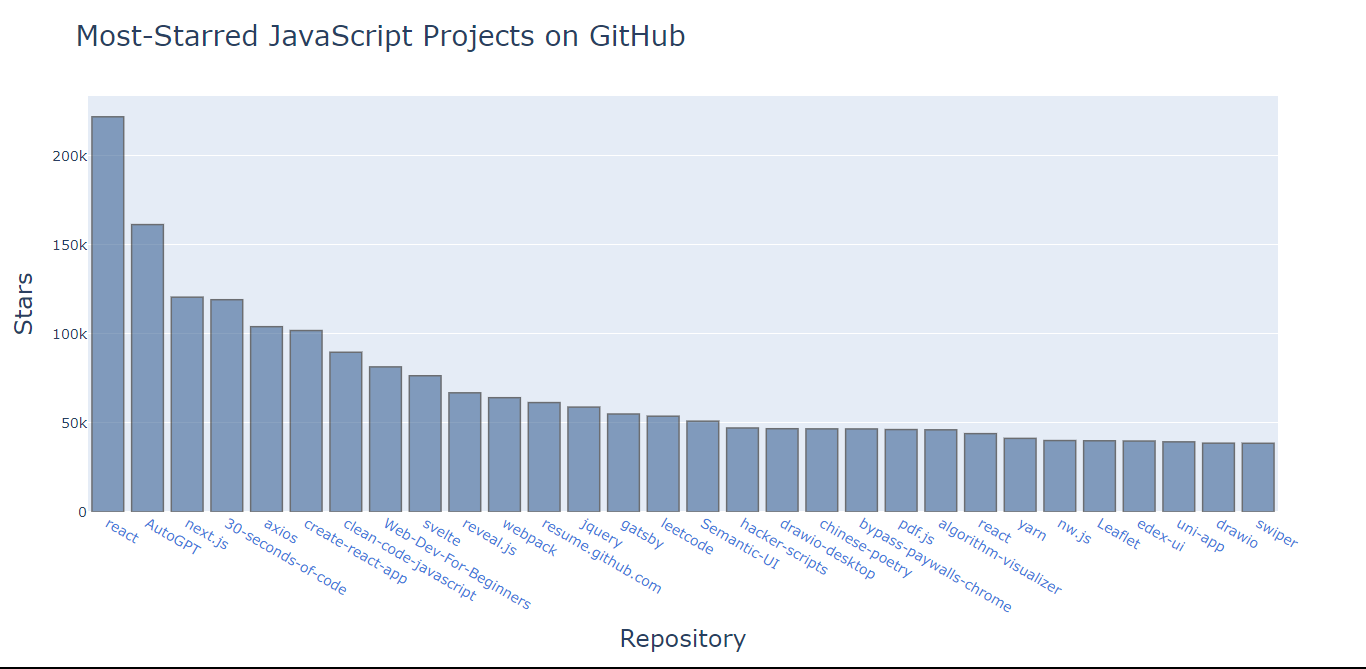 Most-Starred JavaScript Projects on GitHub
Stars
200k
150k
100k
50k
0
react
AutoGPT
next.js
30-seconds-of-code
axios
create-react-app
clean-code-javascript
Web-Dev-For-Beginners
svelte
reveal.js
webpack
resume.github.com
jquery
gatsby
leetcode
Semantic-UI
hacker-scripts
drawio-desktop
chinese-poetry
bypass-paywalls-chrome
pdf.js
algorithm-visualizer
react
yarn
nw.js
Leaflet
edex-ui
uni-app
drawio
swiper
Repository